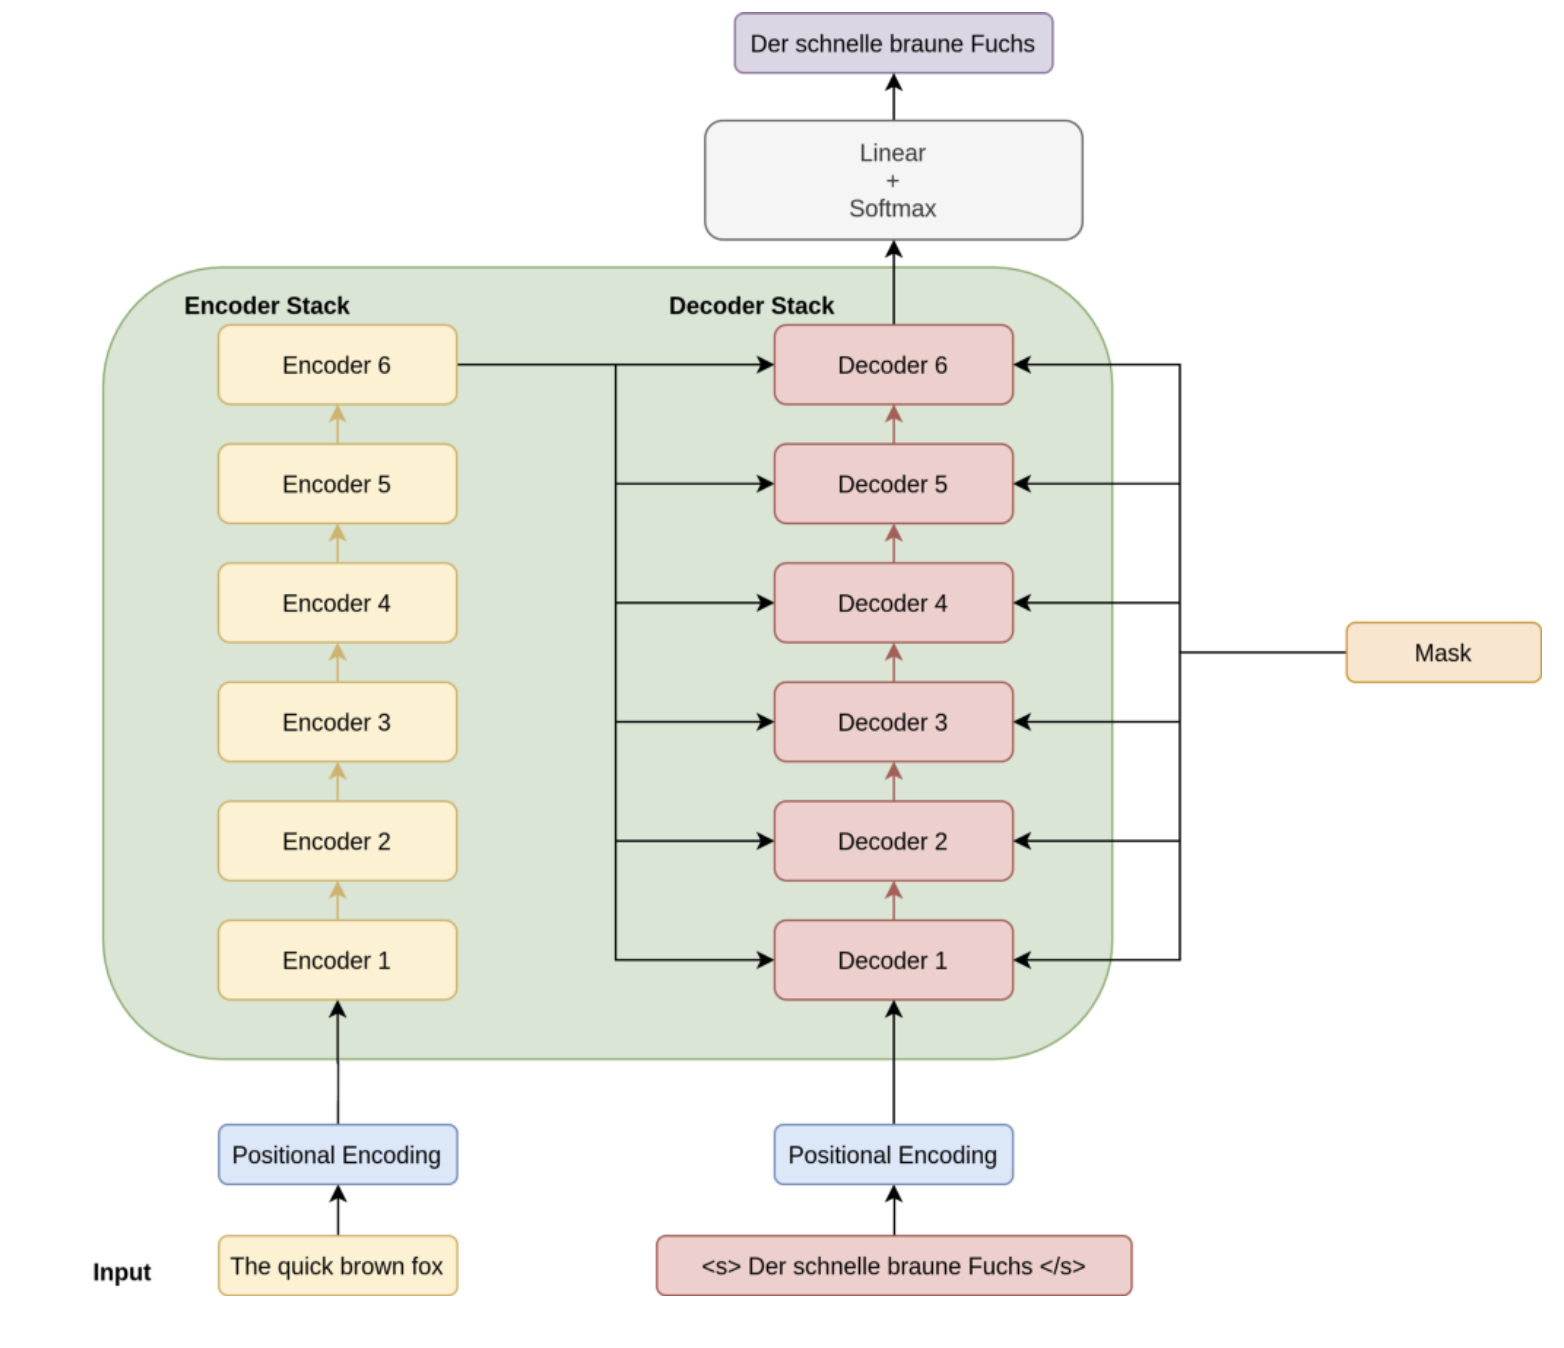 Der schnelle braune Fuchs
Linear
+
Softmax
Encoder Stack
Decoder Stack
Encoder 6
Decoder 6
Encoder 5
Decoder 5
Encoder 4
Decoder 4
Mask
Encoder 3
Decoder 3
Encoder 2
Decoder 2
Encoder 1
Decoder 1
Positional Encoding
Positional Encoding
Input
The quick brown fox
<s> Der schnelle braune Fuchs </s>